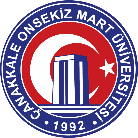 ÇANAKKALE ONSEKİZ MART ÜNİVERSİTESİ
• 1992 •